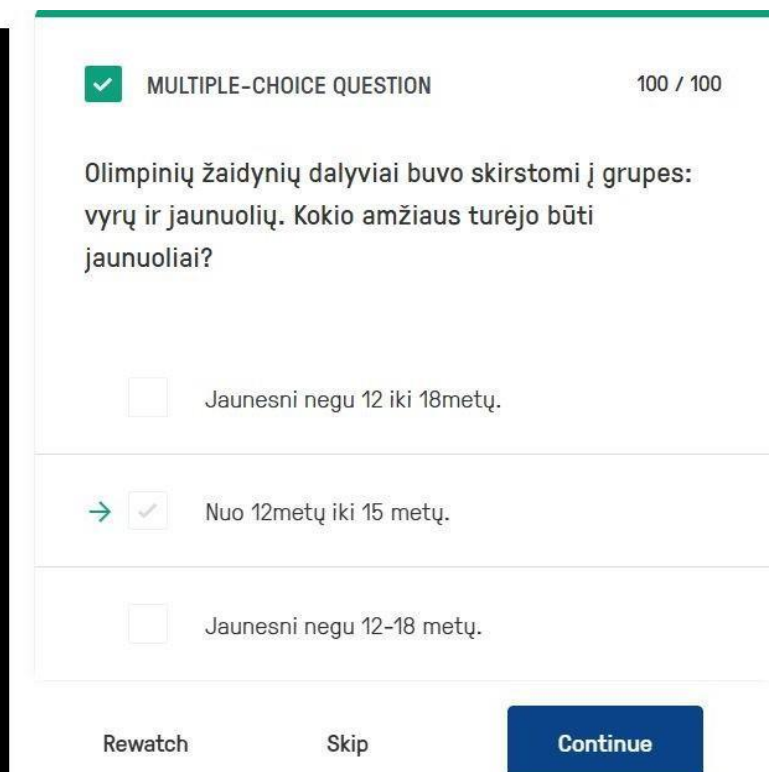 MULTIPLE-CHOICE QUESTION 100 / 100
Olimpinių žaidynių dalyviai buvo skirstomi į grupes:
vyrų ir jaunuolių. Kokio amžiaus turėjo būti
jaunuoliai?
Jaunesni negu 12 iki 18metų.
Nuo 12metų iki 15 metų.
Jaunesni negu 12-18 metų.
Rewatch Skip Continue